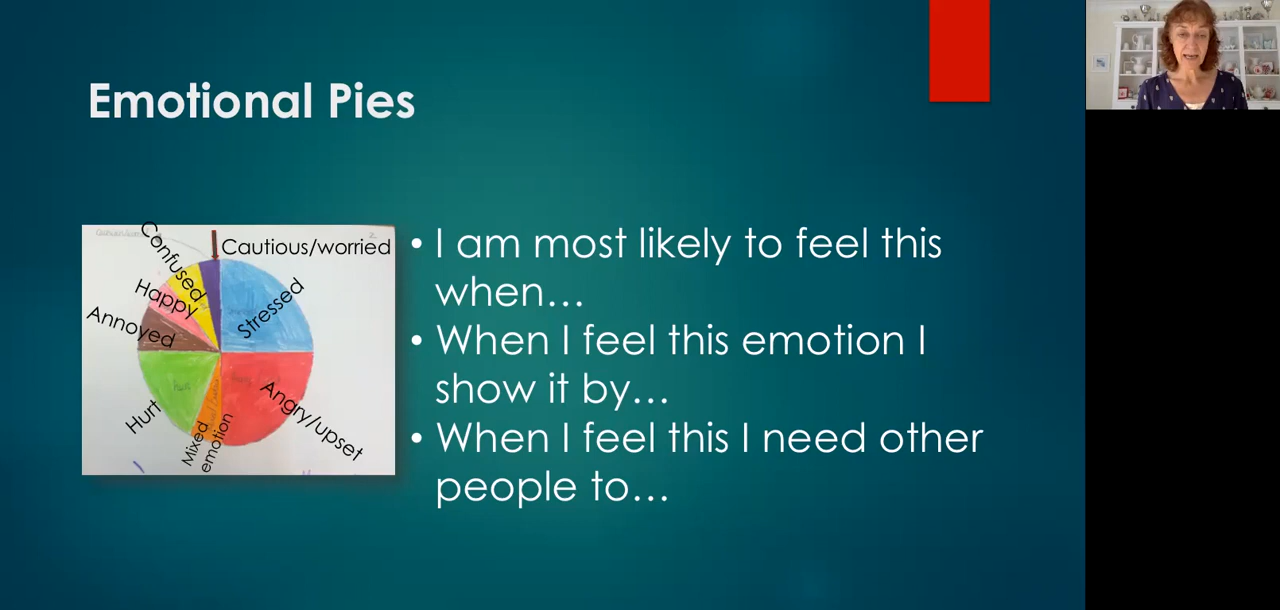 Emotional Pies
Cautious/worried
Confused
Happy
Annoyed
Stressed
Hurt
Hurt
Mixed
emotion
Angry/upset
• I am most likely to feel this
when…
• When I feel this emotion I
show it by…
• When I feel this I need other
people to…